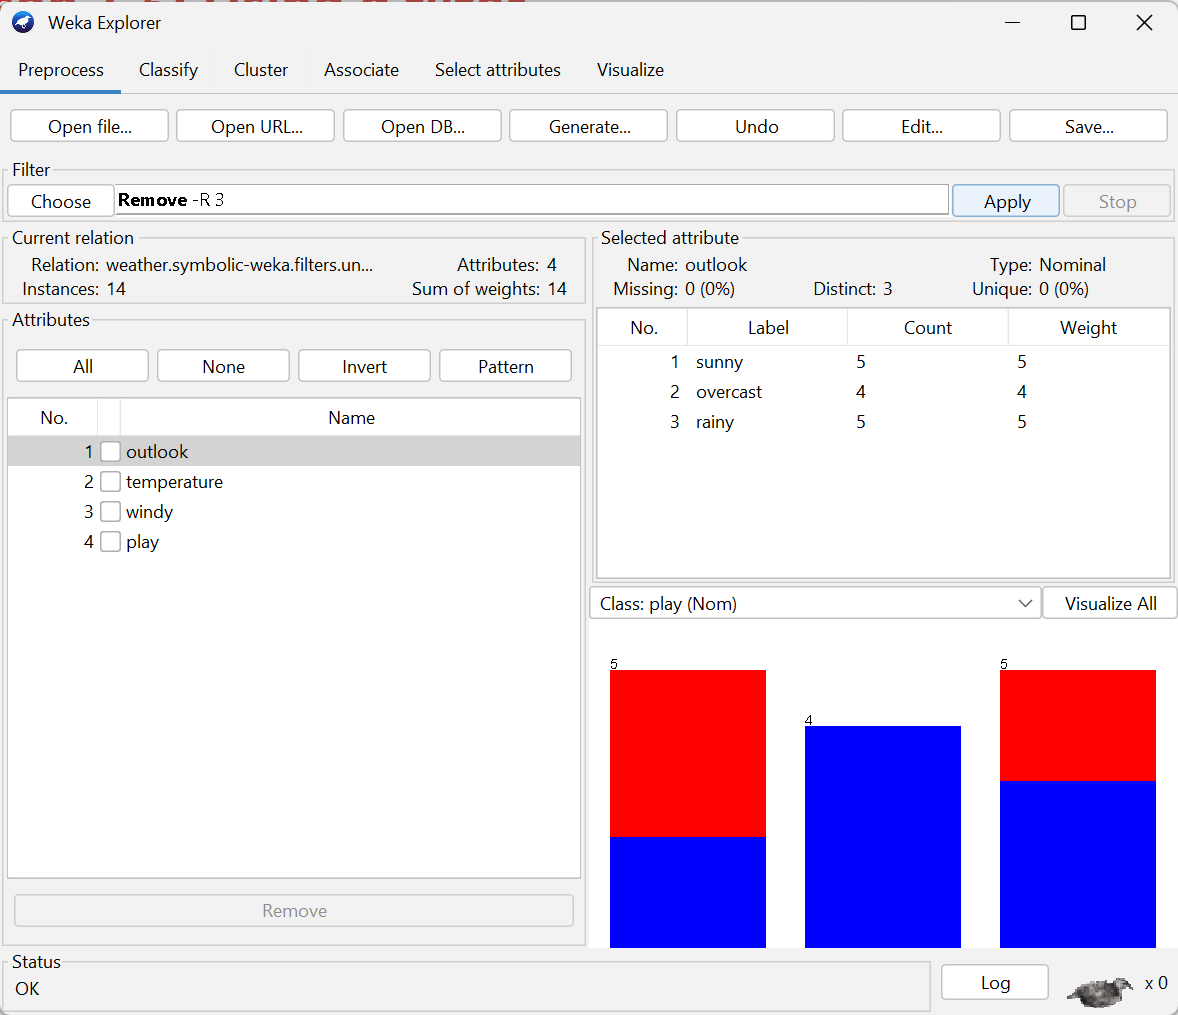 Weka Explorer
Preprocess Classify Cluster Associate Select attributes Visualize
Open file... Open URL... Open DB... Generate... Undo Edit... Save...
Filter
Choose Remove -R 3 Apply Stop
Current relation
Relation: weather.symbolic-weka.filters.un... Attributes: 4
Instances: 14 Sum of weights: 14
Attributes
All None Invert Pattern
No. Name
1 outlook
2 temperature
3 windy
4 play
Remove
Selected attribute
Name: outlook Type: Nominal
Missing: 0 (0%) Distinct: 3 Unique: 0 (0%)
No. Label Count Weight
1 sunny 5 5
2 overcast 4 4
3 rainy 5 5
Class: play (Nom) Visualize All
5 4 5
Status
OK
Log x 0